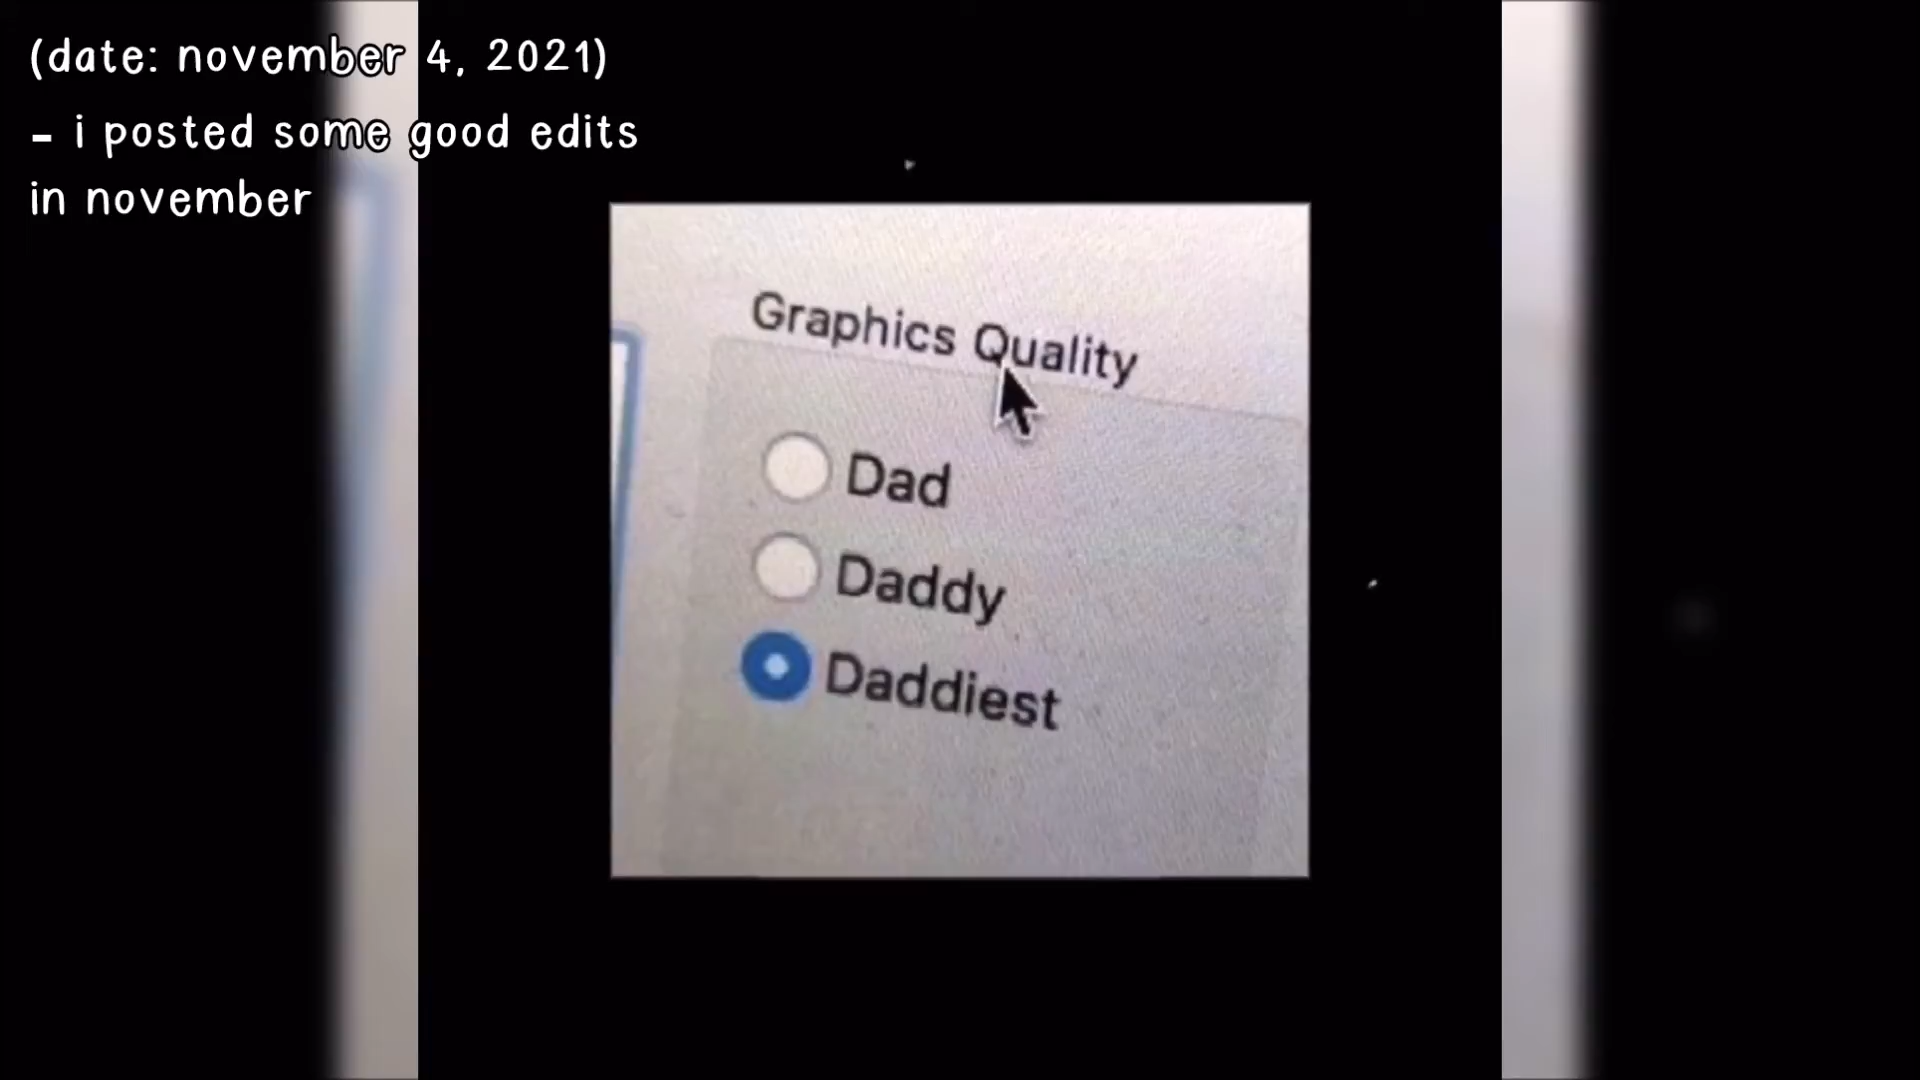 (date: november 4, 2021)
- i posted some good edits
in november
Graphics Quality
Dad
Daddy
Daddiest